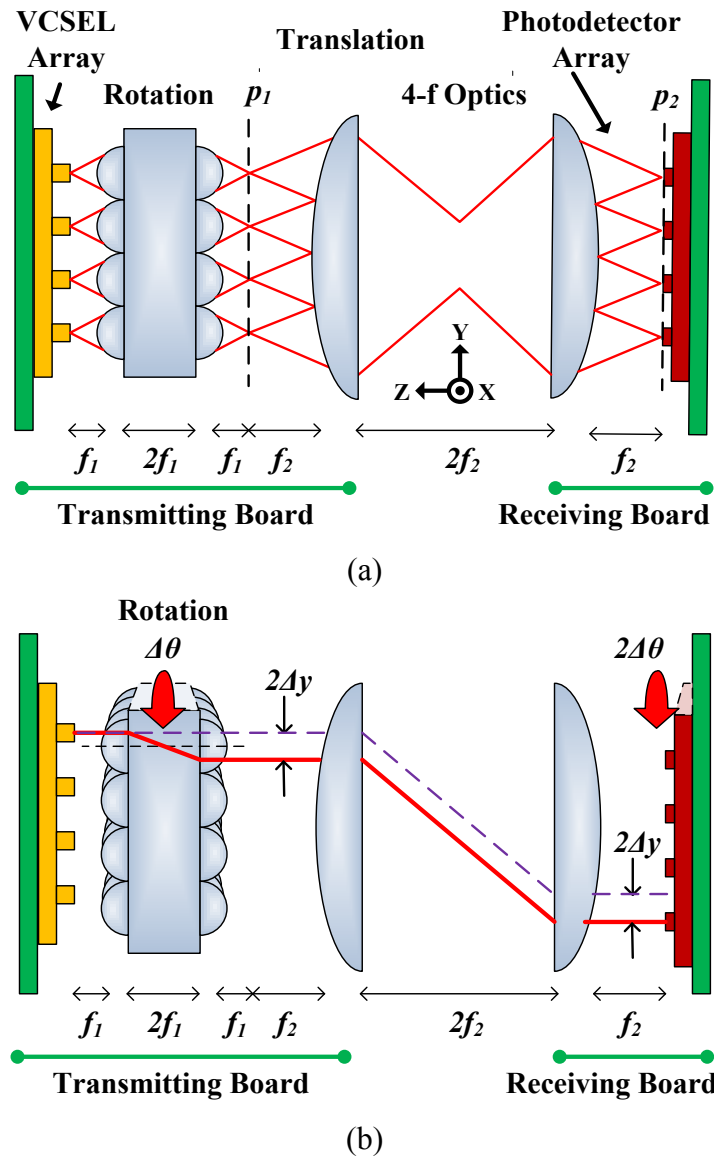 VCSEL
Array
Translation
Photodetector
Array
Rotation
p1
4-f Optics
p2
Y
Z
X
f1
2f1
f1
f2
2f2
f2
Transmitting Board
Receiving Board
(a)
Rotation
Δθ
2Δy
2Δθ
2Δy
f1
2f1
f1
f2
2f2
f2
Transmitting Board
Receiving Board
(b)